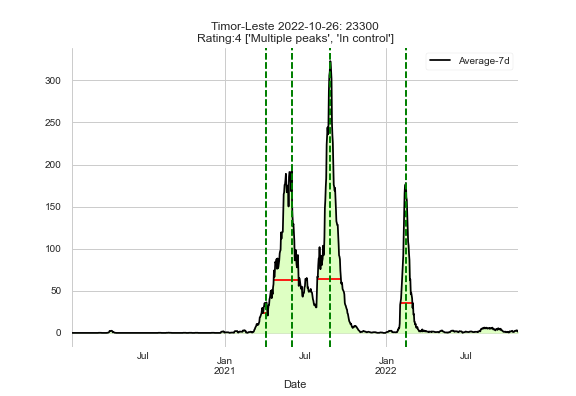 Timor-Leste 2022-10-26: 23300
Rating:4 ['Multiple peaks', 'In control']
Average-7d
300
250
200
150
100
50
0
Jul
Jan
2021
Jul
Jan
2022
Jul
Date